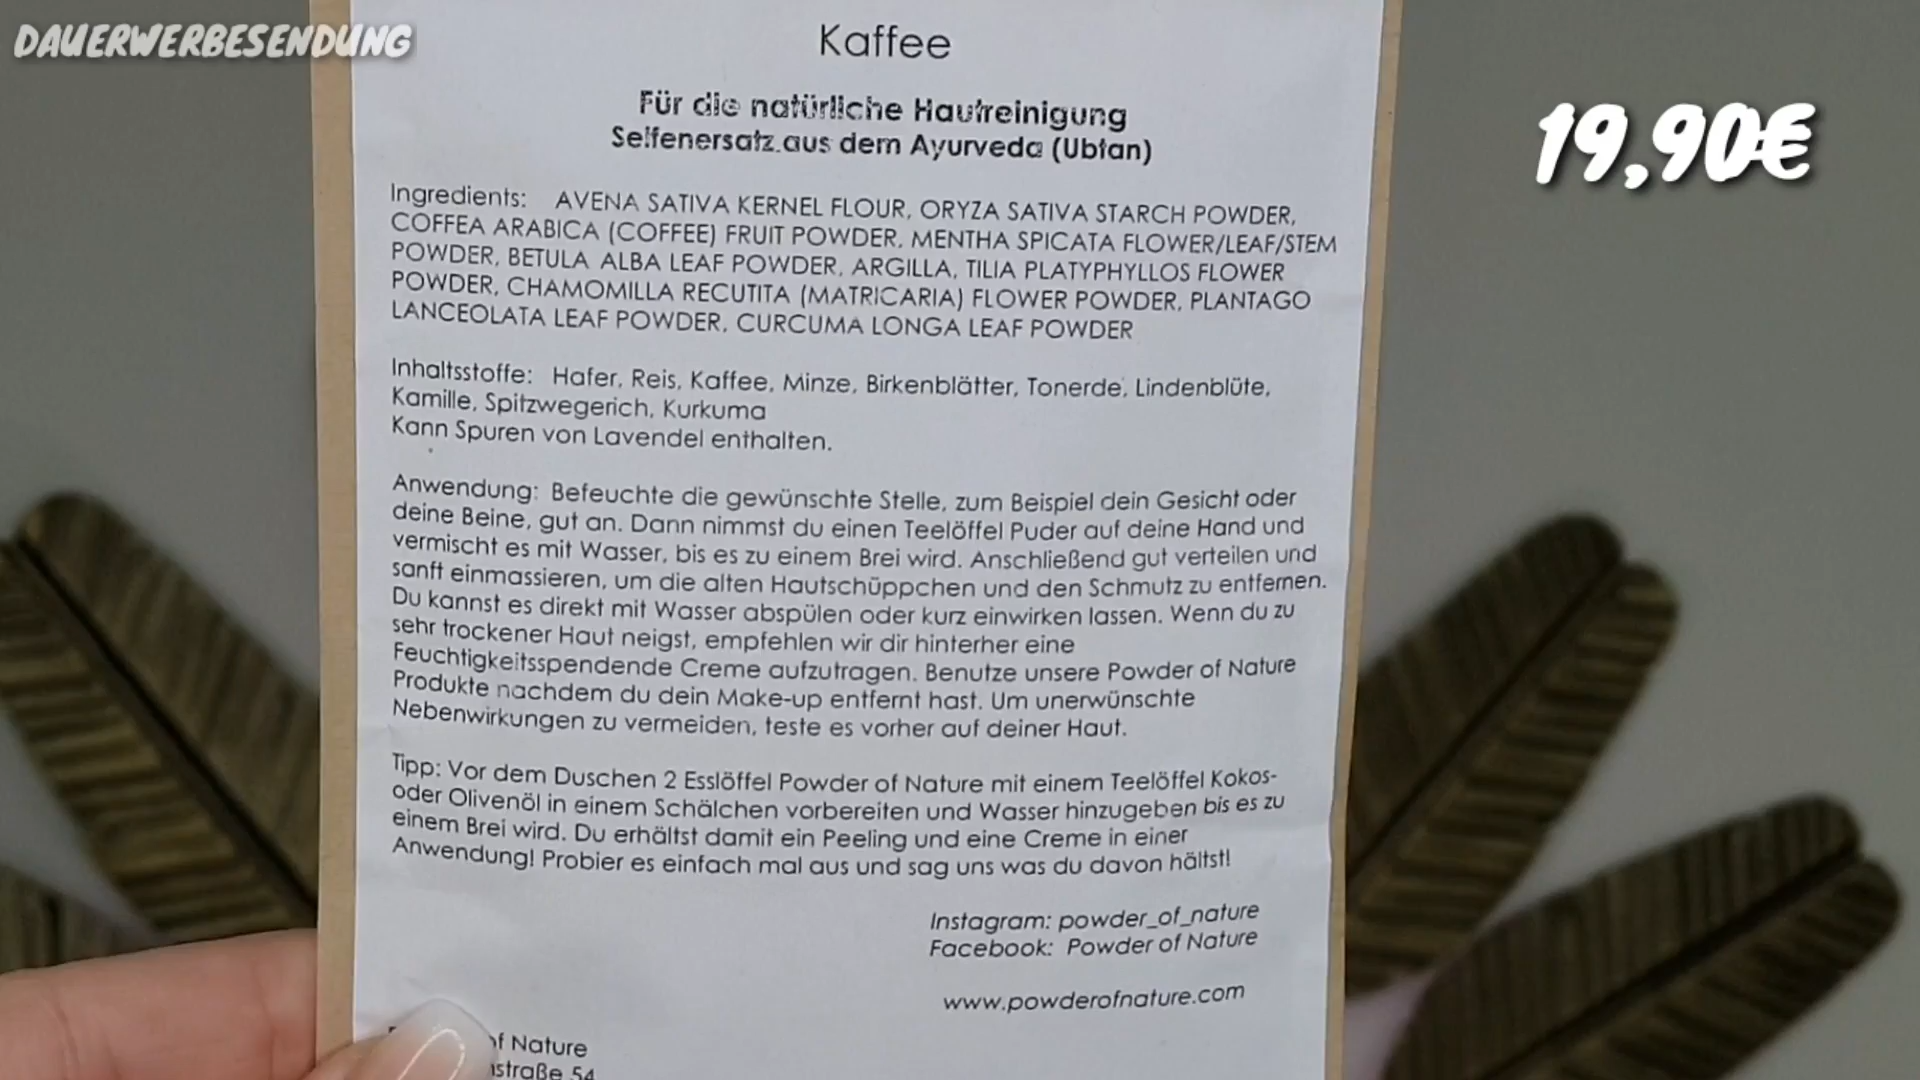 DAUERWERBESENDUNG
Kaffee
19,90€
Für die natürliche Hautreinigung
Seifenersatz aus dem Ayurveda (Ubtan)
Ingredients: AVENA SATIVA KERNEL FLOUR, ORYZA SATIVA STARCH POWDER,
COFFEA ARABICA (COFFEE) FRUIT POWDER, MENTHA SPICATA FLOWER/LEAF/STEM
POWDER, BETULA ALBA LEAF POWDER, ARGILLA, TILIA PLATYPHYLLOS FLOWER
POWDER, CHAMOMILLA RECUTITA (MATRICARIA) FLOWER POWDER, PLANTAGO
LANCEOLATA LEAF POWDER, CURCUMA LONGA LEAF POWDER
Inhaltsstoffe: Hafer, Reis, Kaffee, Minze, Birkenblätter, Tonerde, Lindenblüte,
Kamille, Spitzwegerich, Kurkuma
Kann Spuren von Lavendel enthalten.
Anwendung: Befeuchte die gewünschte Stelle, zum Beispiel dein Gesicht oder
deine Beine, gut an. Dann nimmst du einen Teelöffel Puder auf deine Hand und
vermischt es mit Wasser, bis es zu einem Brei wird. Anschließend gut verteilen und
sanft einmassieren, um die alten Hautschüppchen und den Schmutz zu entfernen.
Du kannst es direkt mit Wasser abspülen oder kurz einwirken lassen. Wenn du zu
sehr trockener Haut neigst, empfehlen wir dir hinterher eine
Feuchtigkeitsspendende Creme aufzutragen. Benutze unsere Powder of Nature
Produkte nachdem du dein Make-up entfernt hast. Um unerwünschte
Nebenwirkungen zu vermeiden, teste es vorher auf deiner Haut.
Tipp: Vor dem Duschen 2 Esslöffel Powder of Nature mit einem Teelöffel Kokos-
oder Olivenöl in einem Schälchen vorbereiten und Wasser hinzugeben bis es zu
einem Brei wird. Du erhältst damit ein Peeling und eine Creme in einer
Anwendung! Probier es einfach mal aus und sag uns was du davon hältst!
Instagram: powder_of_nature
Facebook: Powder of Nature
www.powderofnature.com
of Nature
54